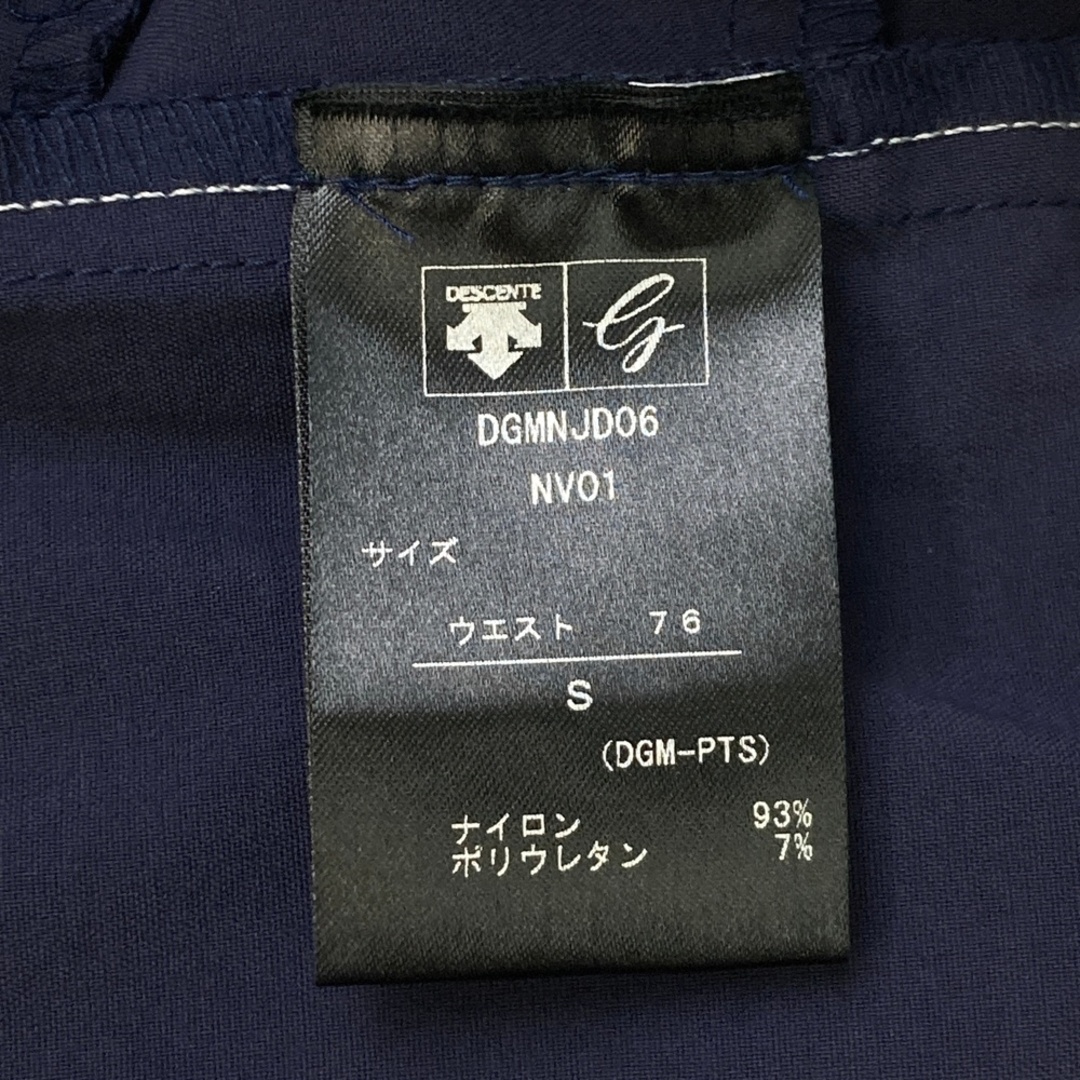 DESCENTE
G
DGMNJD06
NV01
サイズ
ウエスト 76
S
(DGM-PTS)
ナイロン 93%
ポリウレタン 7%